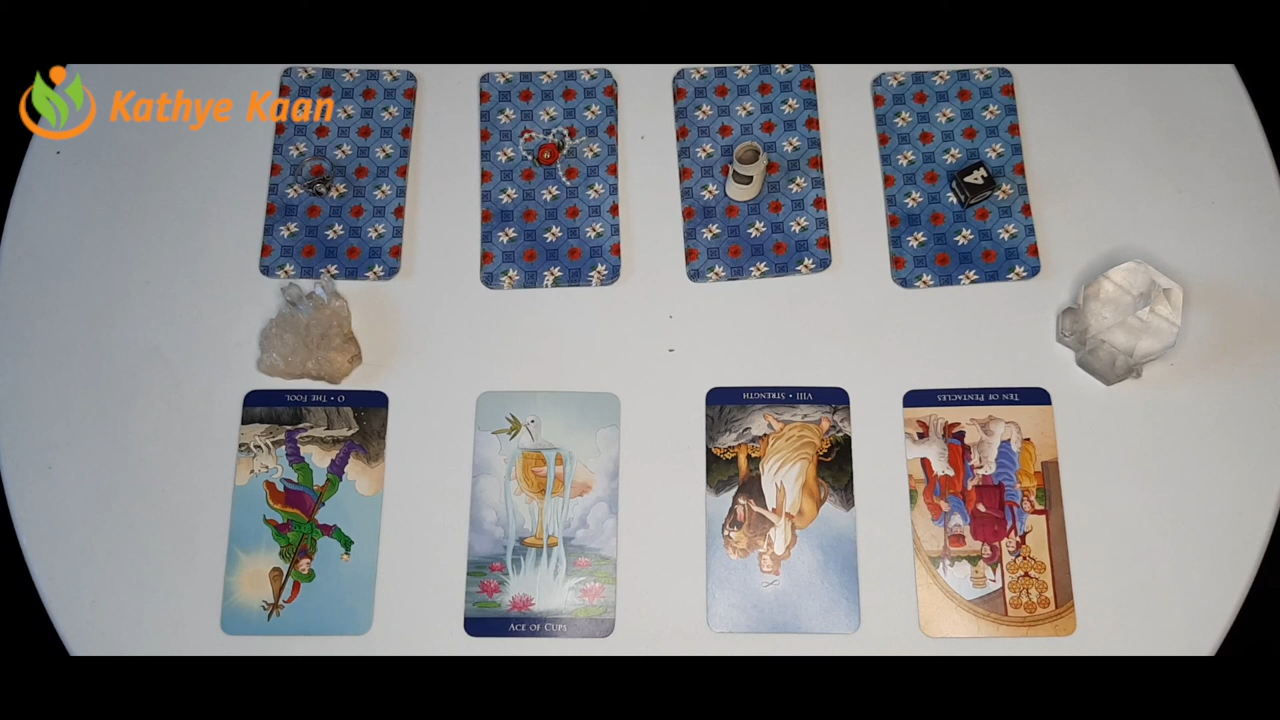 Kathye Kaan
4
0 • THE FOOL
ACE OF CUPS
VIII • STRENGTH
TEN OF PENTACLES